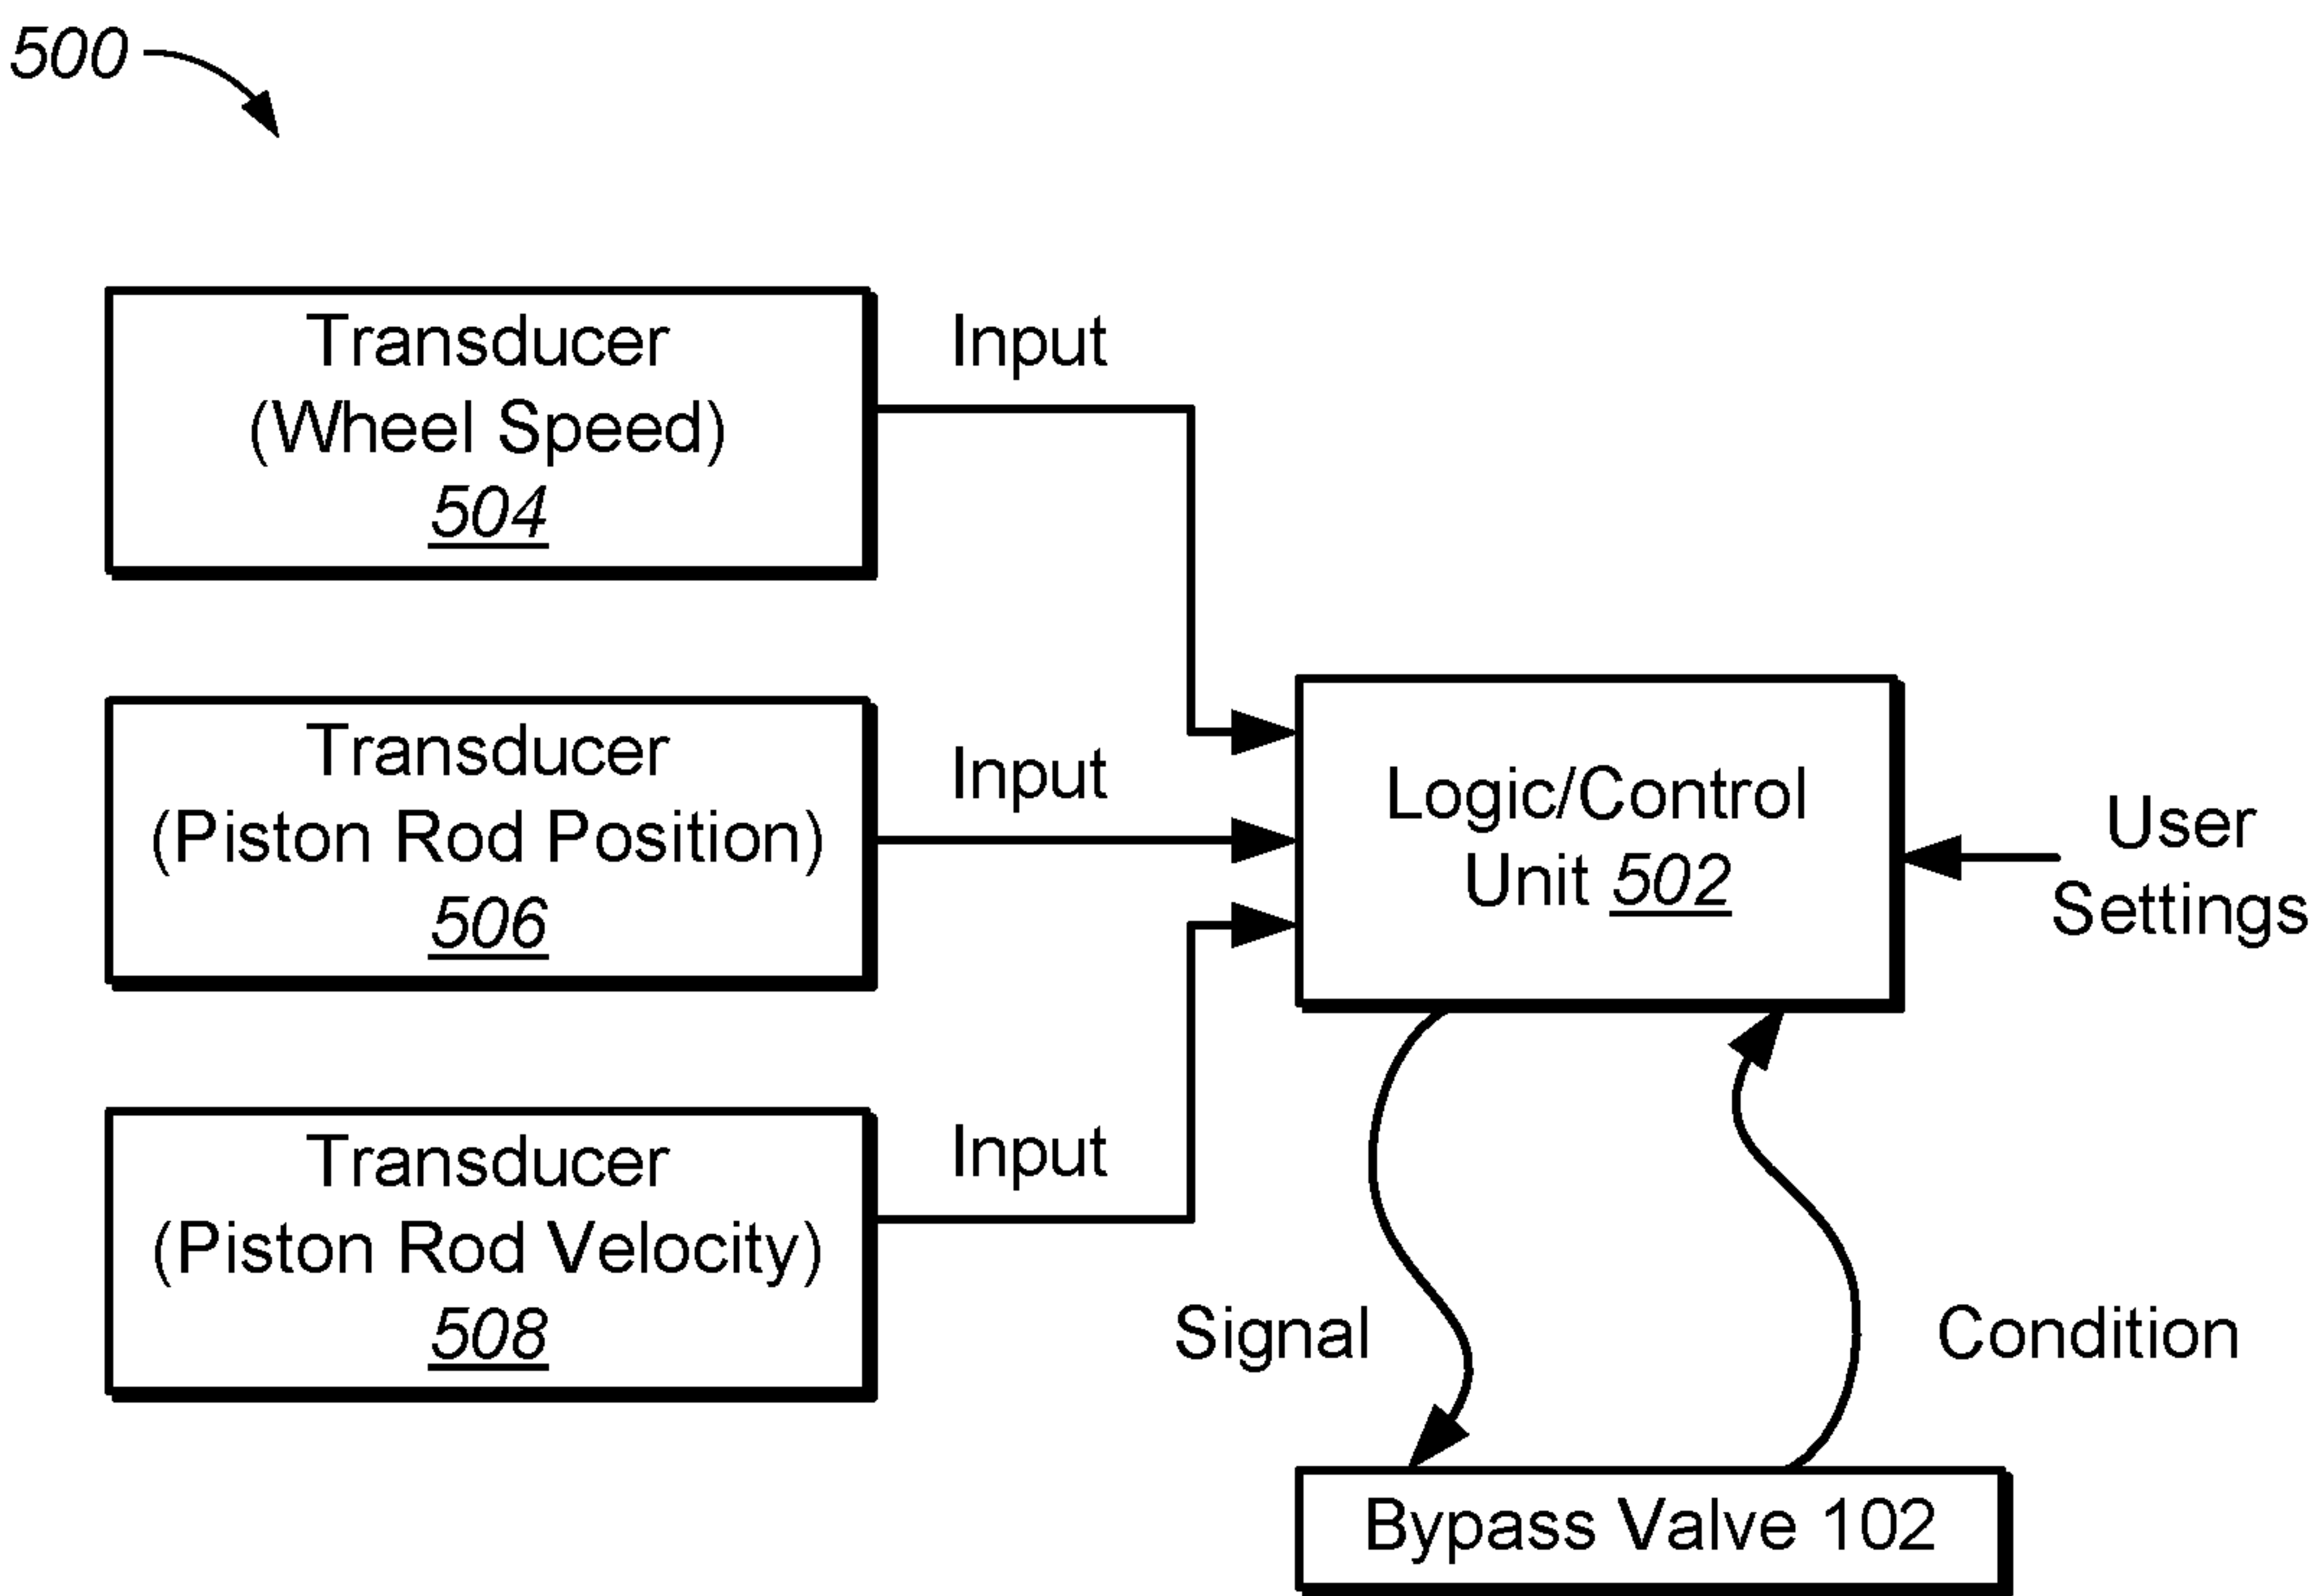 500
Transducer
(Wheel Speed)
504
Input
Transducer
(Piston Rod Position)
506
Input
Transducer
(Piston Rod Velocity)
508
Input
Logic/Control
Unit 502
User
Settings
Signal
Condition
Bypass Valve 102